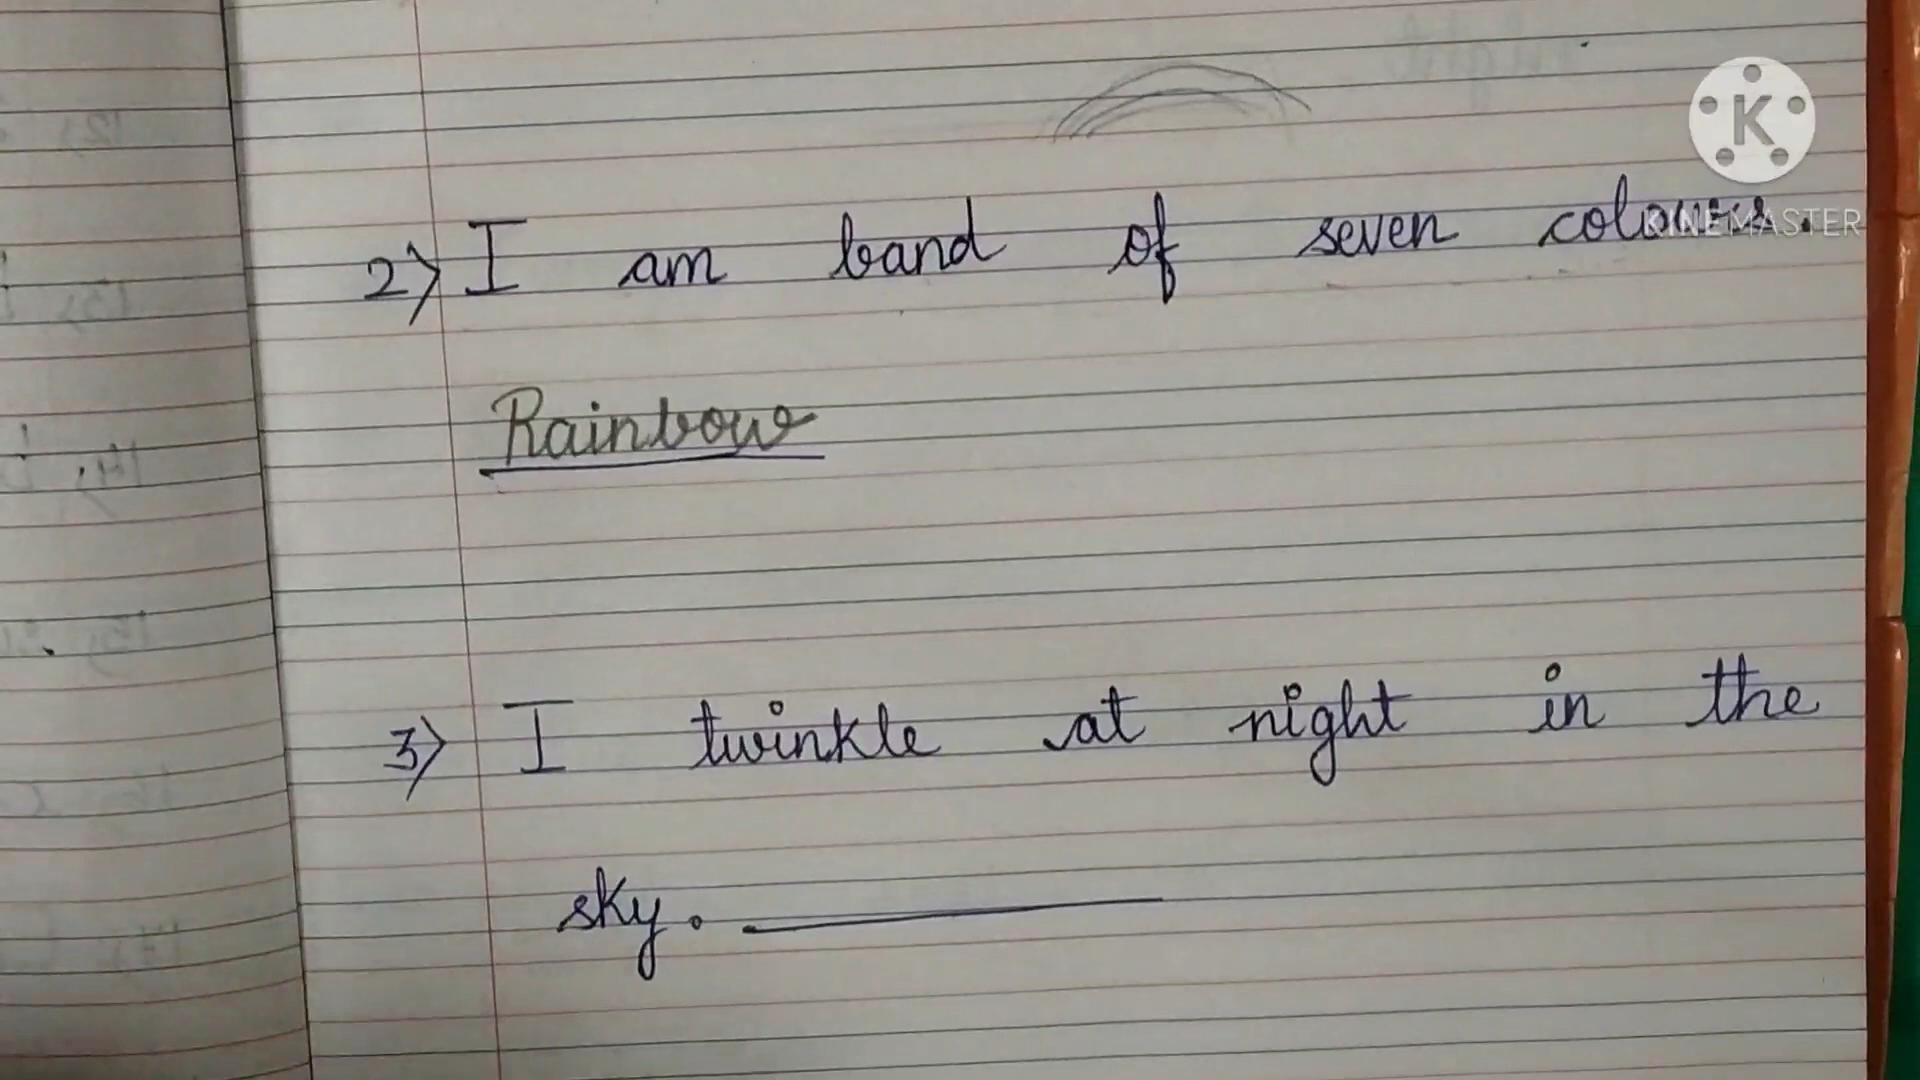 2) I am band of seven colours.
Rainbow
3) I twinkle at night in the
sky.
K
KINEMASTER